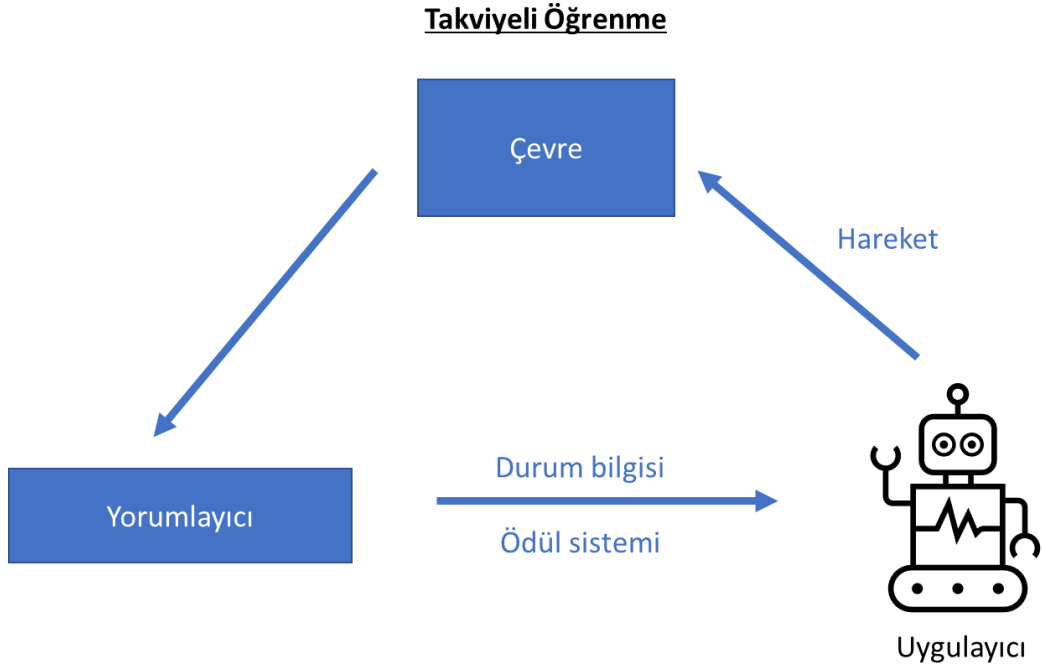 Takviyeli Öğrenme
Çevre
Hareket
Yorumlayıcı
Durum bilgisi
Ödül sistemi
Uygulayıcı